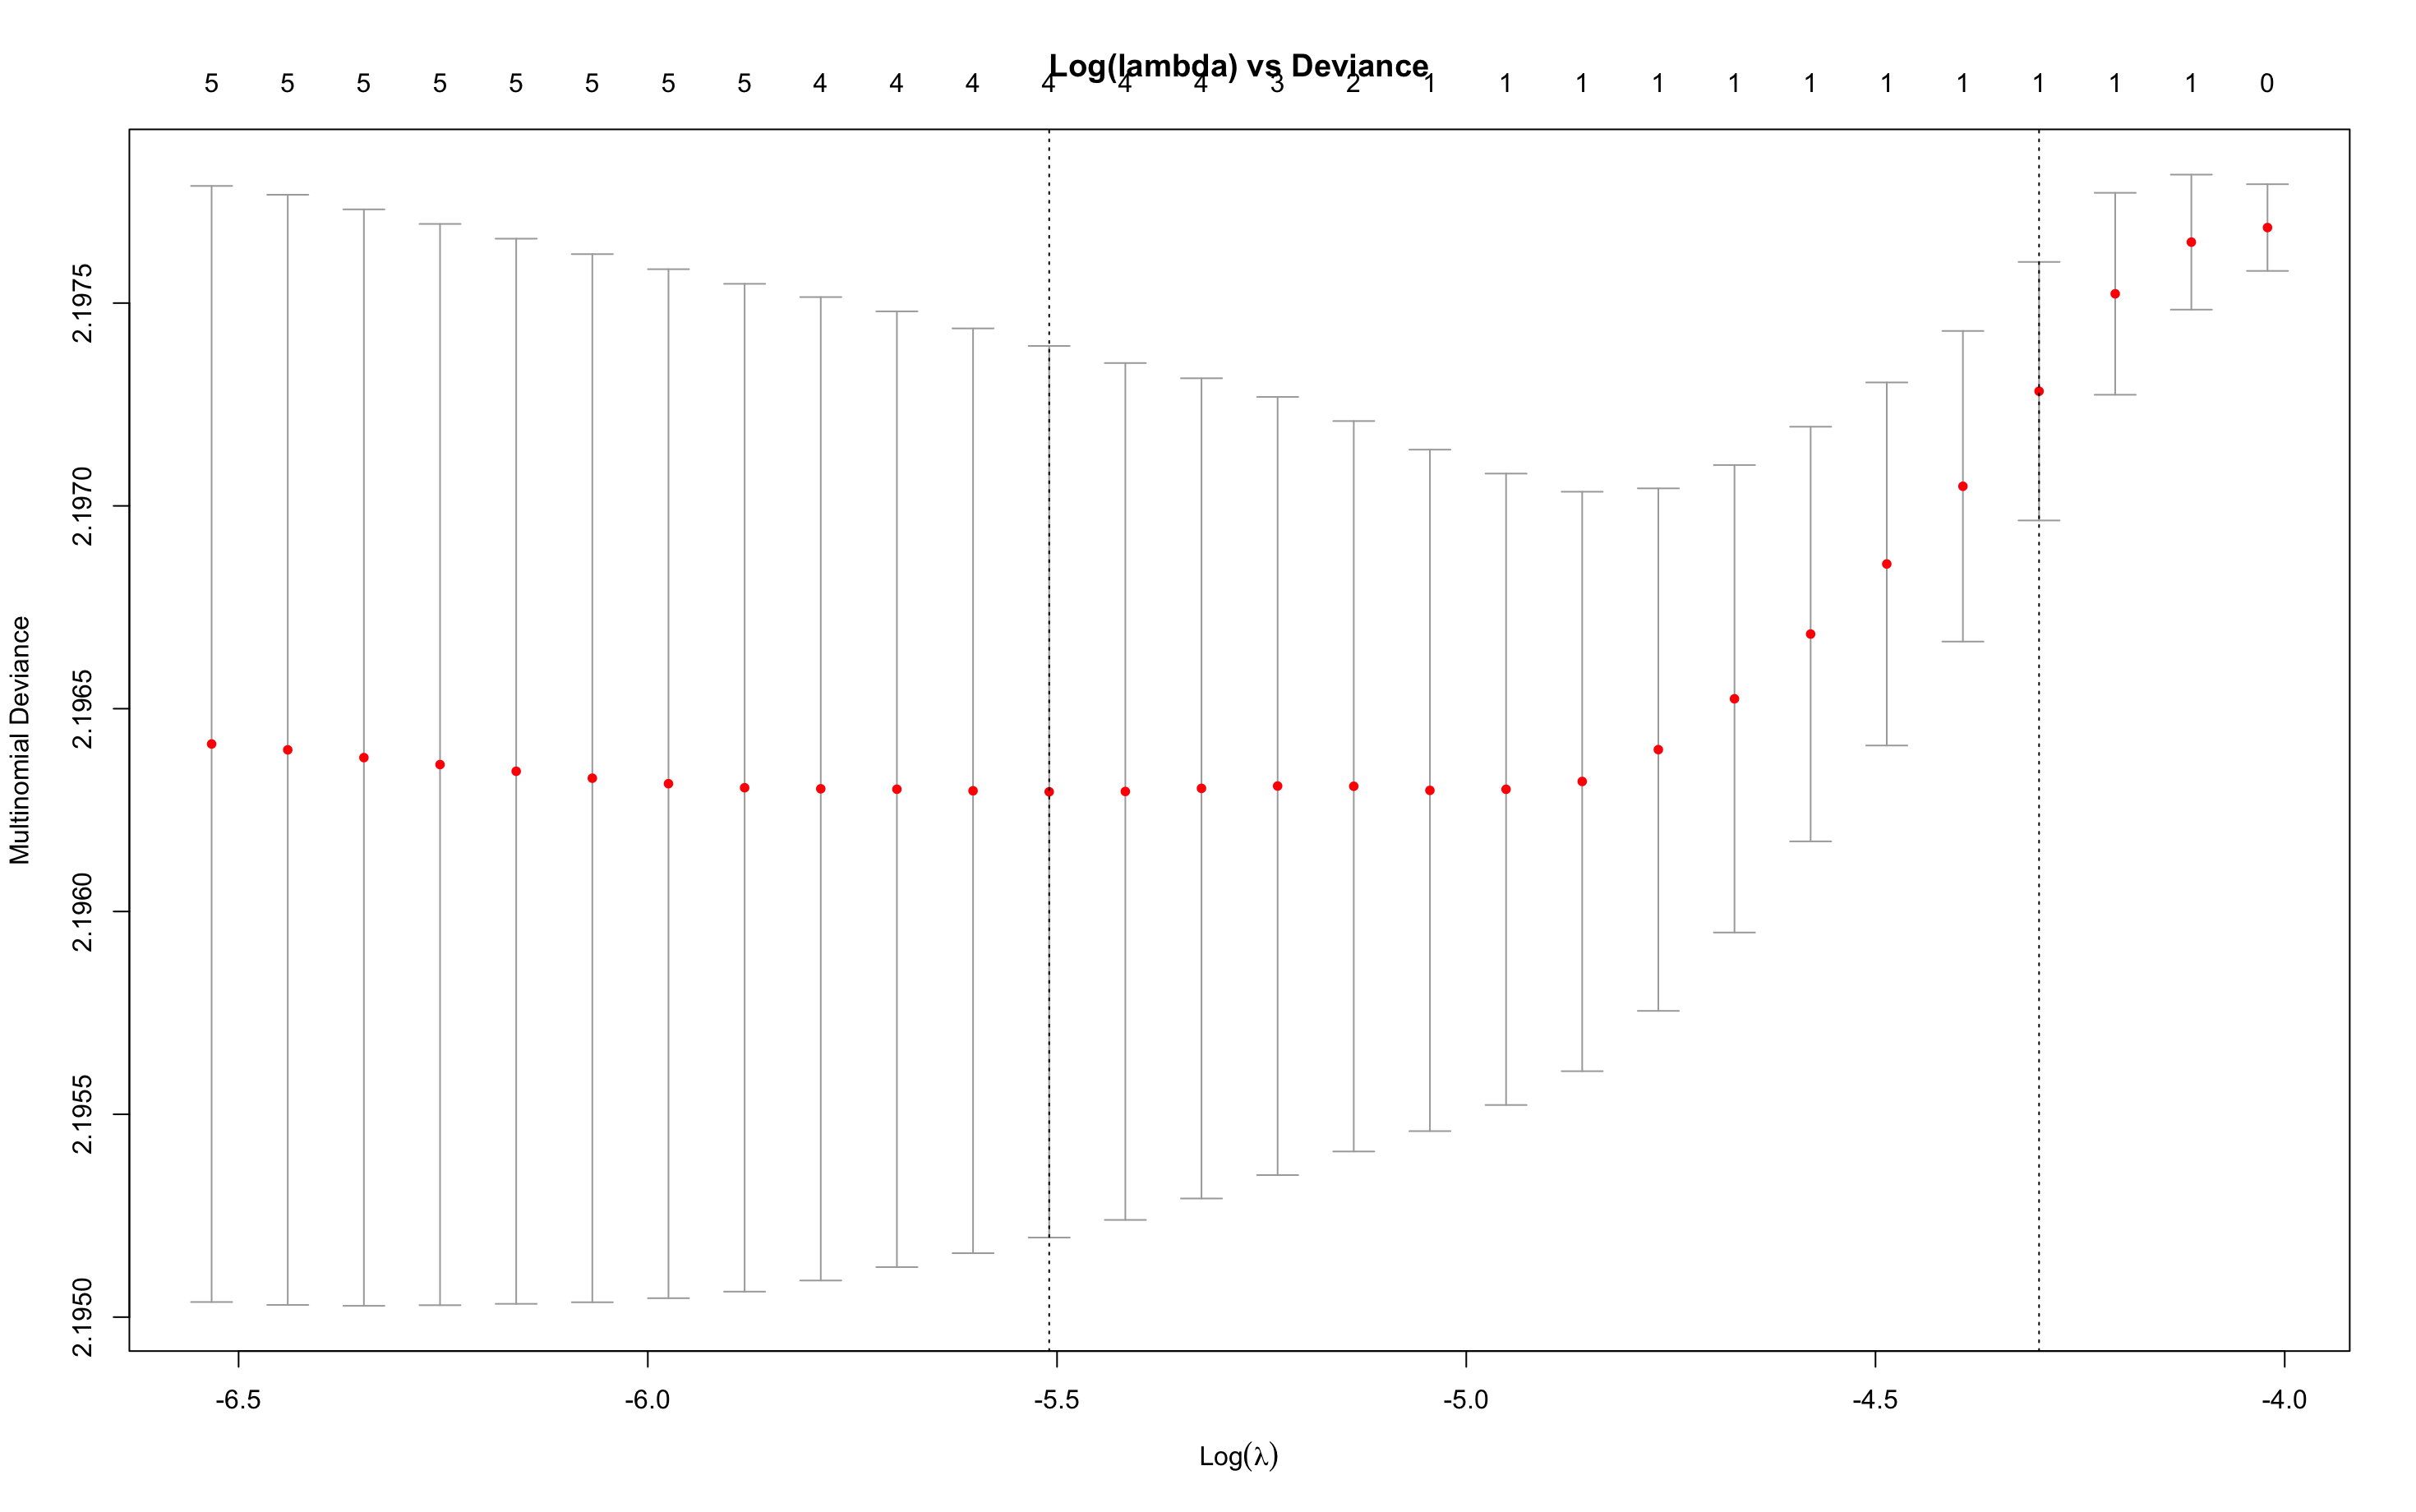 Log(lambda) vs Deviance
5 5 5 5 5 5 5 5 4 4 4 4 4 4 3 2 1 1 1 1 1 1 1 1 1 1 1 0
Multinomial Deviance
2.1975
2.1970
2.1965
2.1960
2.1955
2.1950
-6.5 -6.0 -5.5 -5.0 -4.5 -4.0
Log(λ)